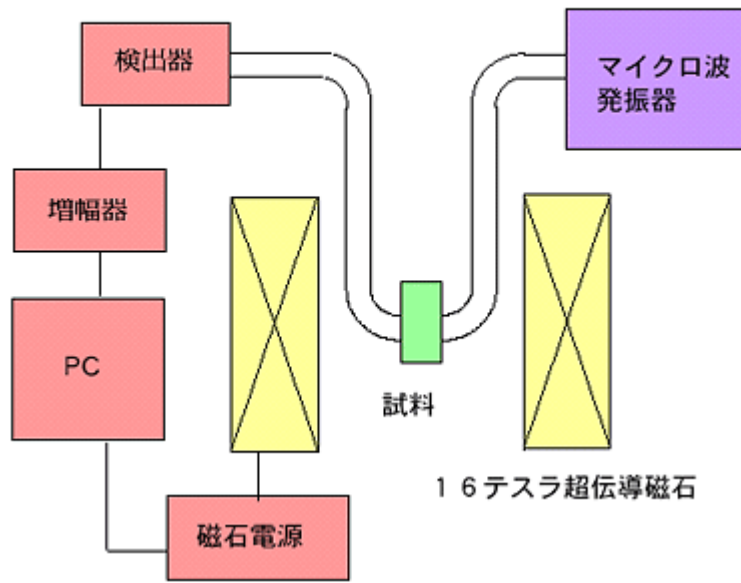 検出器
マイクロ波
発振器
増幅器
PC
試料
１６テスラ超伝導磁石
磁石電源